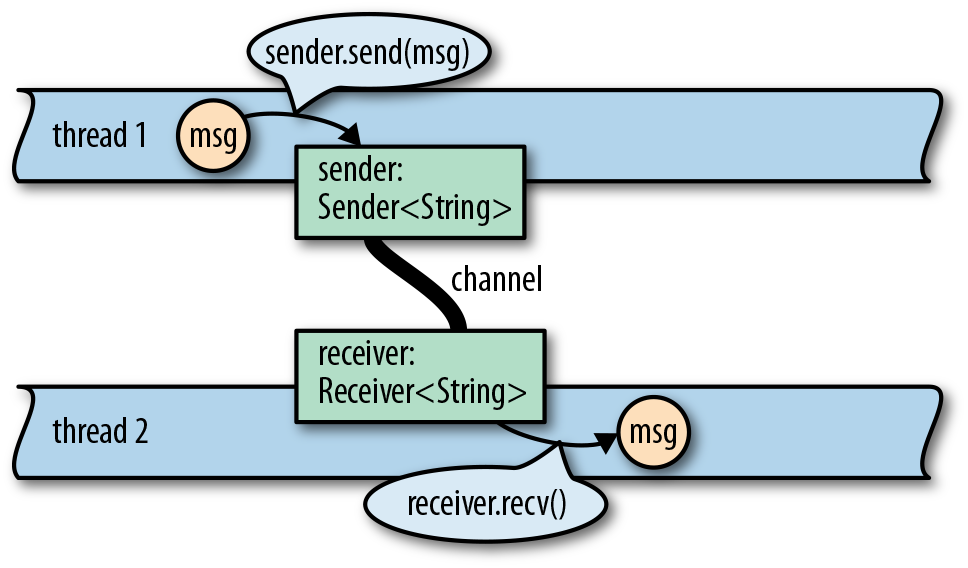 sender.send(msg)
thread 1
msg
sender:
Sender<String>
channel
receiver:
Receiver<String>
thread 2
msg
receiver.recv()